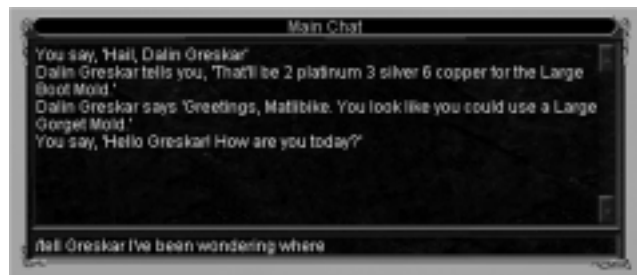 Main Chat
You say, 'Hail, Dalin Greskar'
Dalin Greskar tells you, 'That'll be 2 platinum 3 silver 6 copper for the Large
Boot Mold.'
Dalin Greskar says 'Greetings, Matlibike. You look like you could use a Large
Gorget Mold.'
You say, 'Hello Greskar! How are you today?'
/tell Greskar I've been wondering where